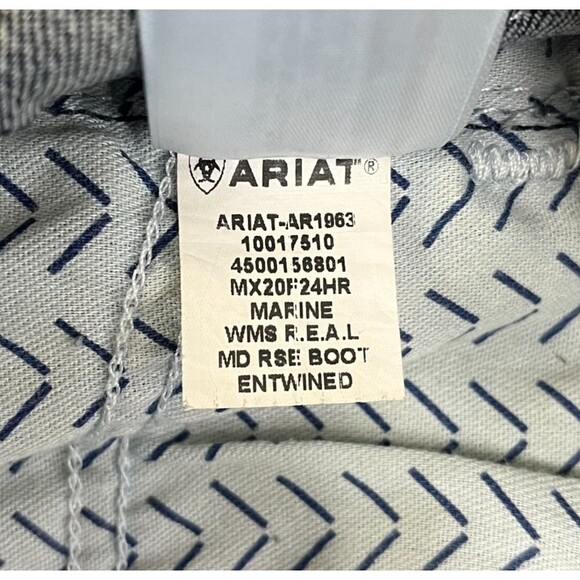 ARIAT®
ARIAT-AR1963
10017510
4500156801
MX20F24HR
MARINE
WMS R.E.A.L
MD RSE BOOT
ENTWINED